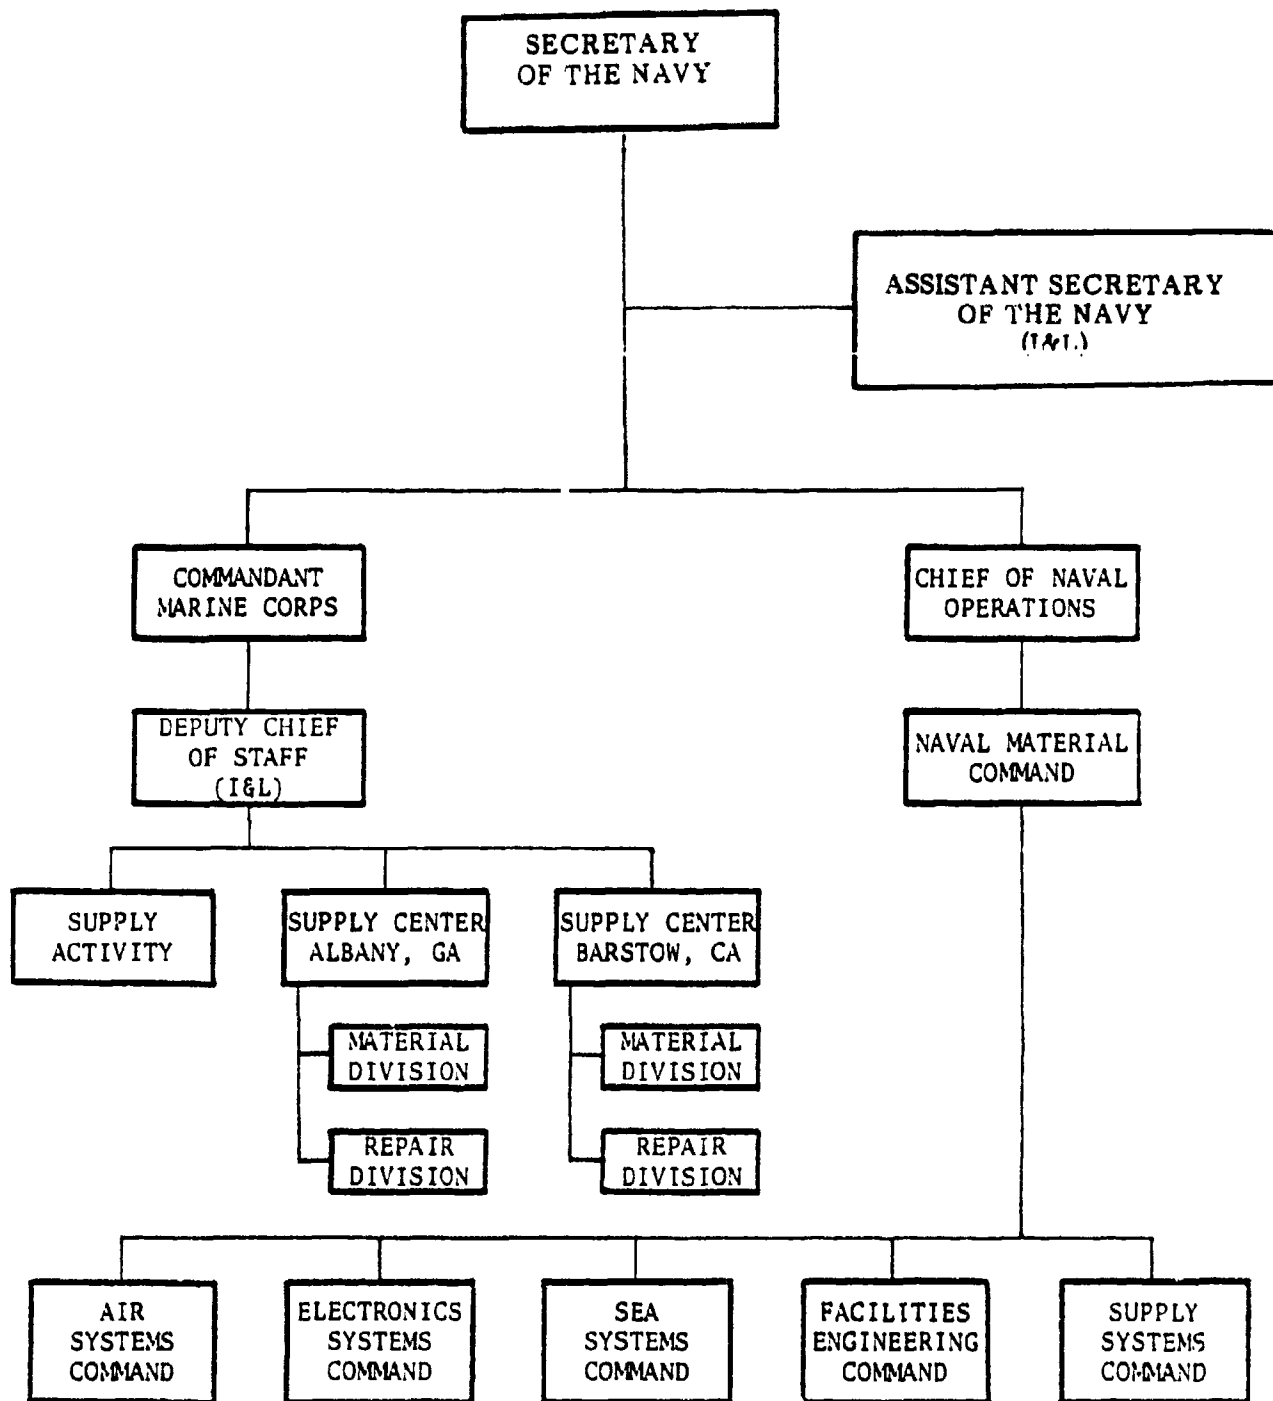 SECRETARY
OF THE NAVY
ASSISTANT SECRETARY
OF THE NAVY
(I&L)
COMMANDANT
MARINE CORPS
CHIEF OF NAVAL
OPERATIONS
DEPUTY CHIEF
OF STAFF
(I&L)
NAVAL MATERIAL
COMMAND
SUPPLY
ACTIVITY
SUPPLY CENTER
ALBANY, GA
SUPPLY CENTER
BARSTOW, CA
MATERIAL
DIVISION
MATERIAL
DIVISION
REPAIR
DIVISION
REPAIR
DIVISION
AIR
SYSTEMS
COMMAND
ELECTRONICS
SYSTEMS
COMMAND
SEA
SYSTEMS
COMMAND
FACILITIES
ENGINEERING
COMMAND
SUPPLY
SYSTEMS
COMMAND